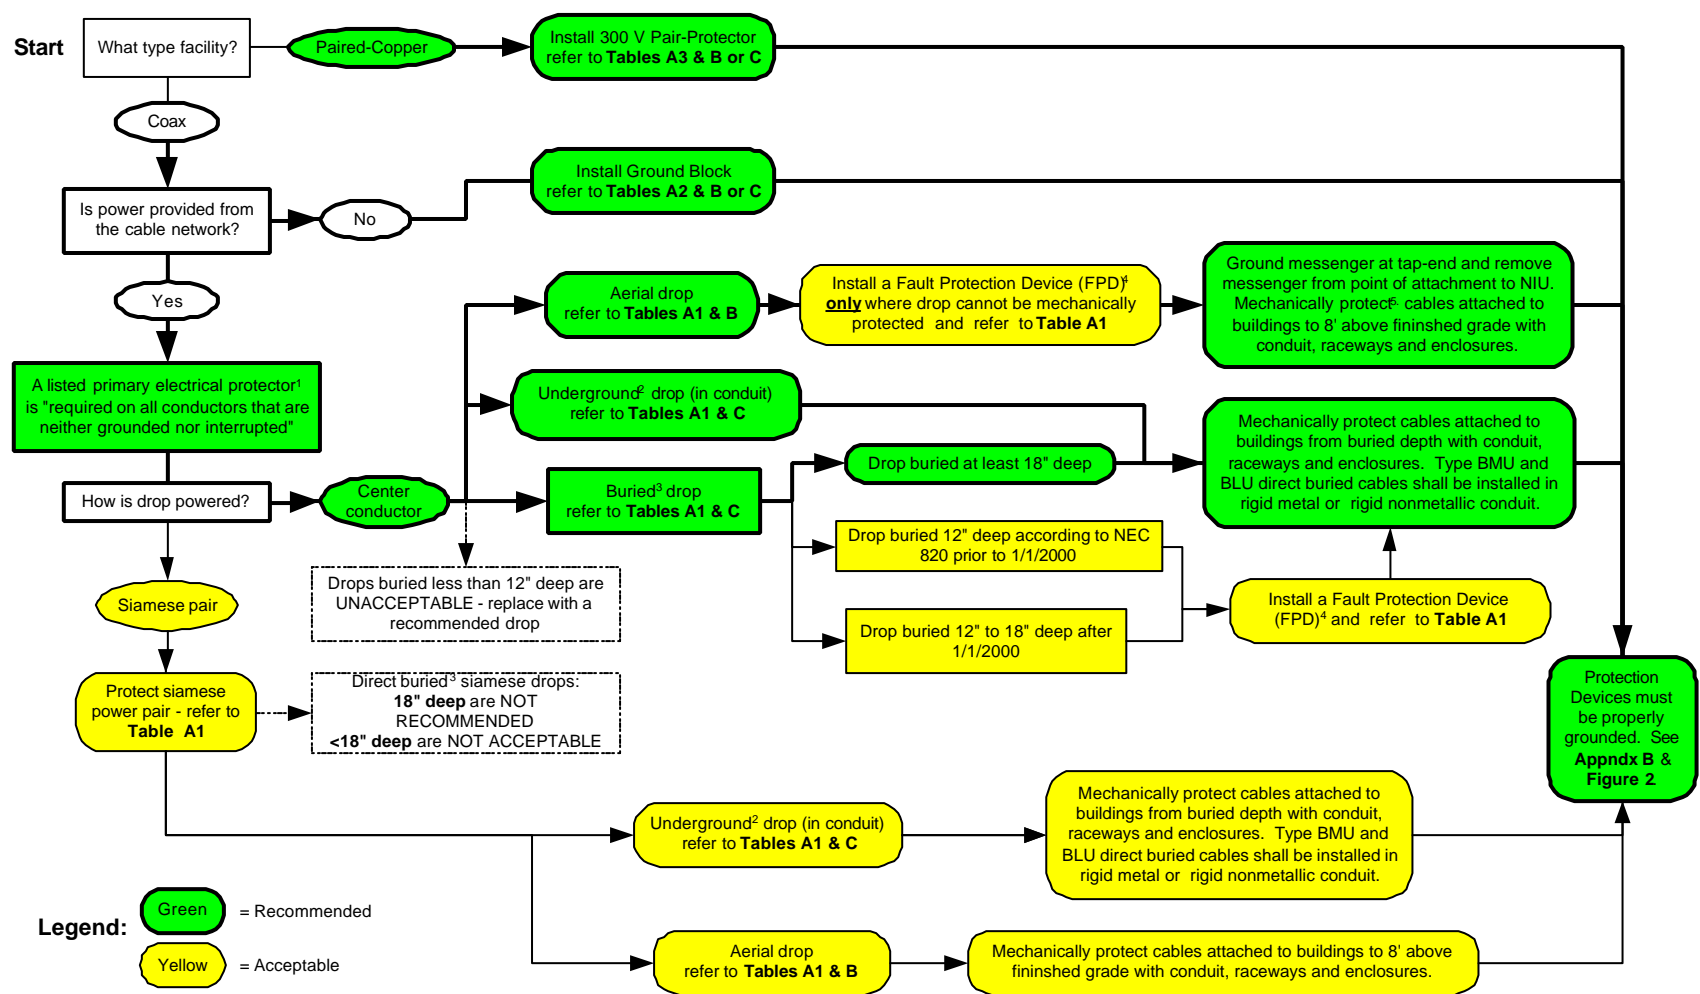 Start
What type facility?
Paired-Copper
Install 300 V Pair-Protector
refer to Tables A3 & B or C
Coax
Is power provided from
the cable network?
No
Install Ground Block
refer to Tables A2 & B or C
Yes
A listed primary electrical protector¹
is "required on all conductors that are
neither grounded nor interrupted"
How is drop powered?
Center
conductor
Aerial drop
refer to Tables A1 & B
Install a Fault Protection Device (FPD)⁴
only where drop cannot be mechanically
protected and refer to Table A1
Ground messenger at tap-end and remove
messenger from point of attachment to NIU.
Mechanically protect⁵· cables attached to
buildings to 8' above fininshed grade with
conduit, raceways and enclosures.
Underground² drop (in conduit)
refer to Tables A1 & C
Buried³ drop
refer to Tables A1 & C
Drop buried at least 18" deep
Mechanically protect cables attached to
buildings from buried depth with conduit,
raceways and enclosures. Type BMU and
BLU direct buried cables shall be installed in
rigid metal or rigid nonmetallic conduit.
Drop buried 12" deep according to NEC
820 prior to 1/1/2000
Drop buried 12" to 18" deep after
1/1/2000
Install a Fault Protection Device
(FPD)⁴ and refer to Table A1
Drops buried less than 12" deep are
UNACCEPTABLE - replace with a
recommended drop
Siamese pair
Protect siamese
power pair - refer to
Table A1
Direct buried³ siamese drops:
18" deep are NOT
RECOMMENDED
<18" deep are NOT ACCEPTABLE
Protection
Devices must
be properly
grounded. See
Appndx B &
Figure 2
Underground² drop (in conduit)
refer to Tables A1 & C
Mechanically protect cables attached to
buildings from buried depth with conduit,
raceways and enclosures. Type BMU and
BLU direct buried cables shall be installed in
rigid metal or rigid nonmetallic conduit.
Aerial drop
refer to Tables A1 & B
Mechanically protect cables attached to buildings to 8' above
fininshed grade with conduit, raceways and enclosures.
Legend:
Green = Recommended
Yellow = Acceptable